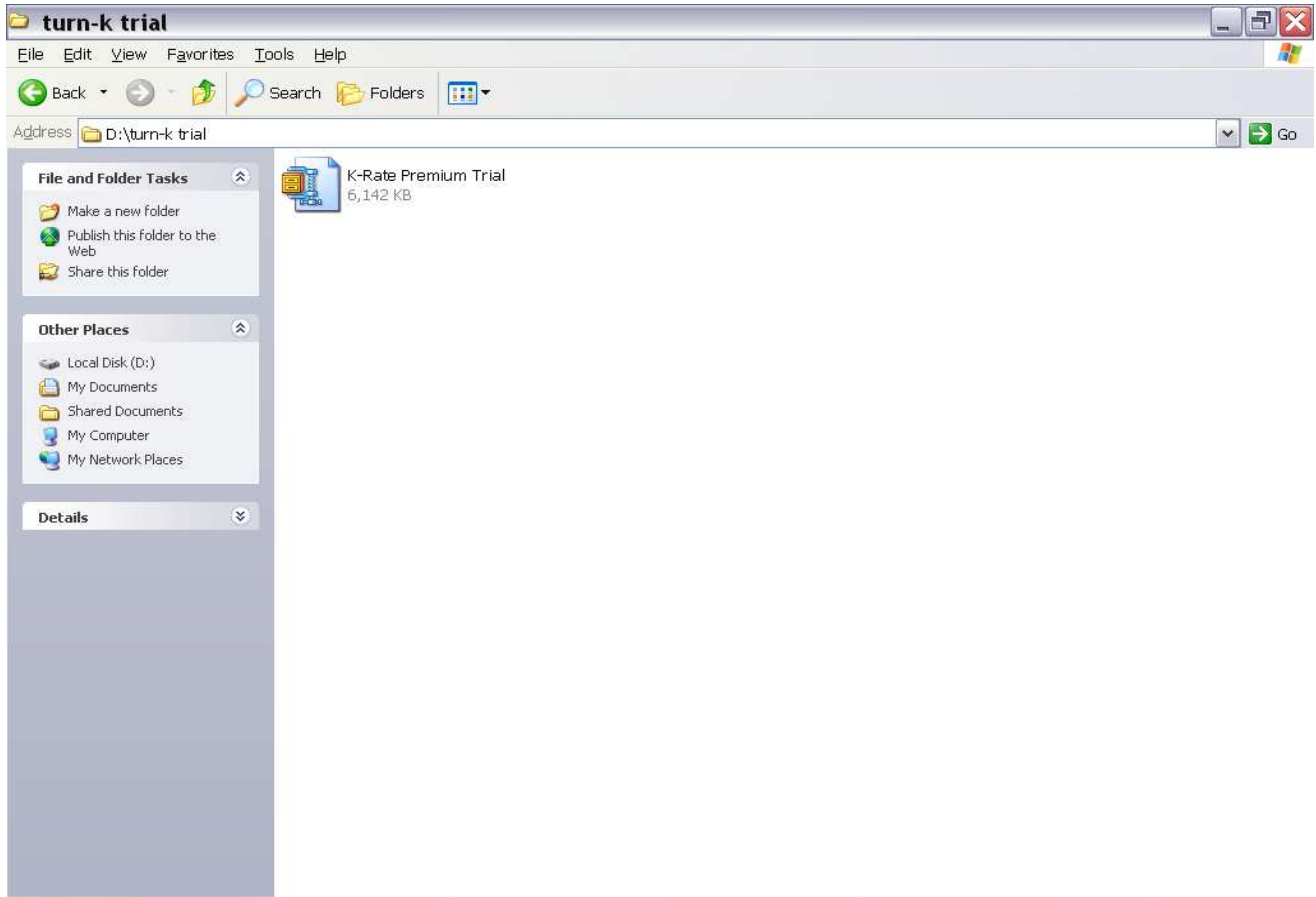 turn-k trial
File Edit View Favorites Tools Help
Back Search Folders
Address D:\turn-k trial Go
File and Folder Tasks
Make a new folder
Publish this folder to the
Web
Share this folder
Other Places
Local Disk (D:)
My Documents
Shared Documents
My Computer
My Network Places
Details
K-Rate Premium Trial
6,142 KB